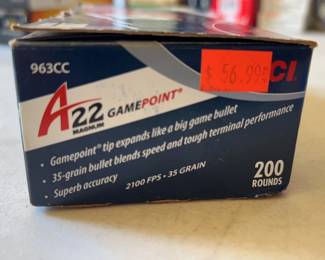 963CC
$ 56.99
CI
A22 GAMEPOINT®
MAGNUM
• Gamepoint® tip expands like a big game bullet
• 35-grain bullet blends speed and tough terminal performance
• Superb accuracy
2100 FPS • 35 GRAIN
200
ROUNDS